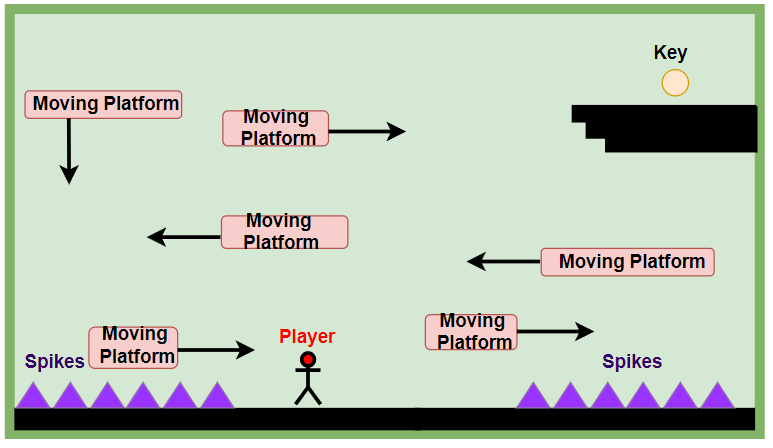 Key
Moving Platform
Moving
Platform
Moving
Platform
Moving Platform
Moving
Platform
Player
Moving
Platform
Spikes
Spikes